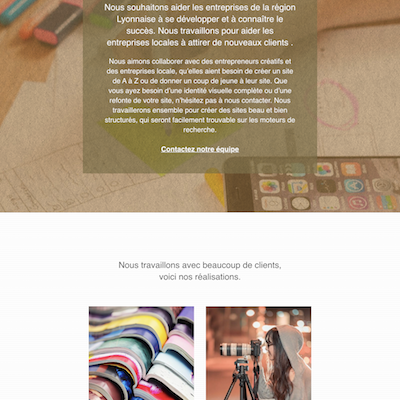 Nous souhaitons aider les entreprises de la région
Lyonnaise à se développer et à connaître le
succès. Nous travaillons pour aider les
entreprises locales à attirer de nouveaux clients .
Nous aimons collaborer avec des entrepreneurs créatifs et
des entreprises locale, qu'elles aient besoin de créer un site
de A à Z ou de donner un coup de jeune à leur site. Que
vous ayez besoin d'une identité visuelle complète ou d'une
refonte de votre site, n'hésitez pas à nous contacter. Nous
travaillerons ensemble pour créer des sites beau et bien
structurés, qui seront facilement trouvable sur les moteurs de
recherche.
Contactez notre équipe
Nous travaillons avec beaucoup de clients,
voici nos réalisations.